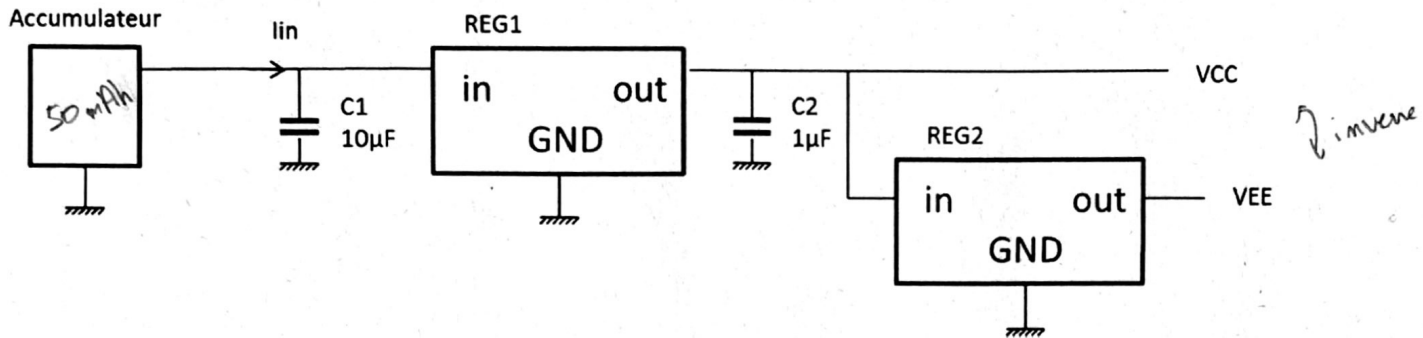 Accumulateur
50 mAh
Iin
C1
10µF
REG1
in
out
GND
C2
1µF
VCC
inverse
REG2
in
out
GND
VEE